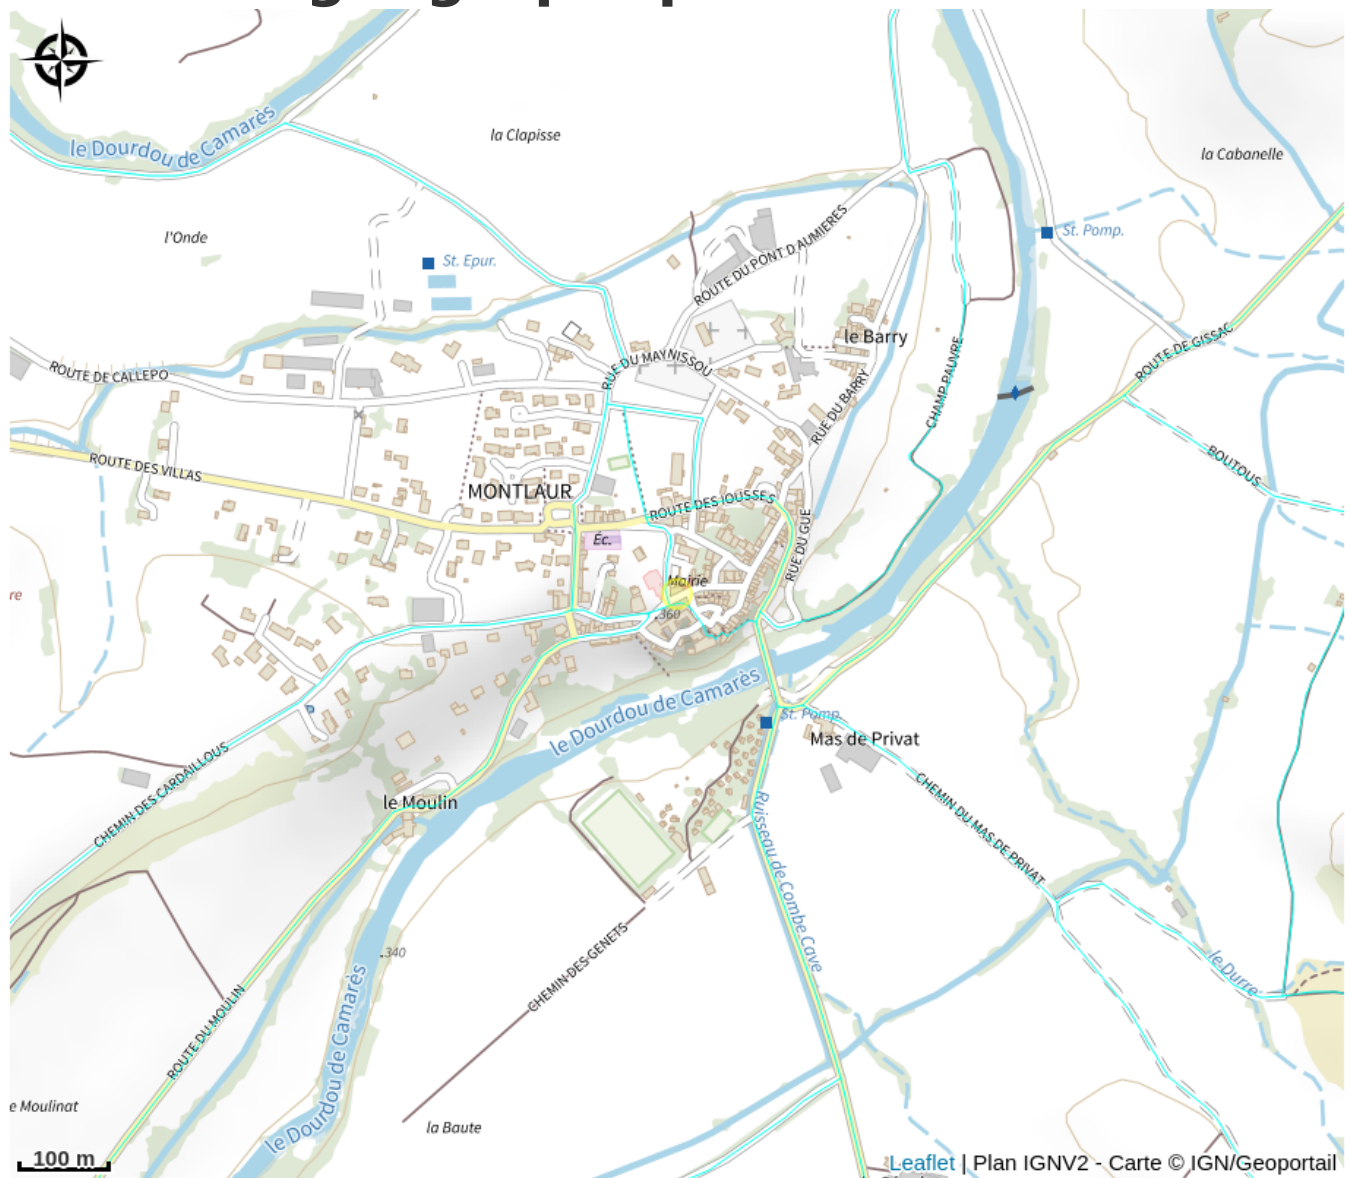 le Dourdou de Camarès
la Clapisse
la Cabanelle
l'Onde
St. Epur.
St. Pomp.
ROUTE DU PONT D'AUMIERES
le Barry
ROUTE DE GISSAC
RUE DU MAYNISSOU
ROUTE DE CALLEPO
CHAMP PAUVRE
RUE DU BARRY
ROUTE DES VILLAS
BOUTOUS
MONTLAUR
ROUTE DES IOUSSES
RUE DU GUE
Éc.
Mairie
360
re
le Dourdou de Camarès
St. Pomp.
Mas de Privat
CHEMIN DES CARDAILLOUS
le Moulin
CHEMIN DU MAS DE PRIVAT
Ruisseau de Combe Cave
340
CHEMIN DES GENETS
le Durre
ROUTE DU MOULIN
le Dourdou de Camarès
e Moulinat
la Baute
100 m
Leaflet | Plan IGNV2 - Carte © IGN/Geoportail